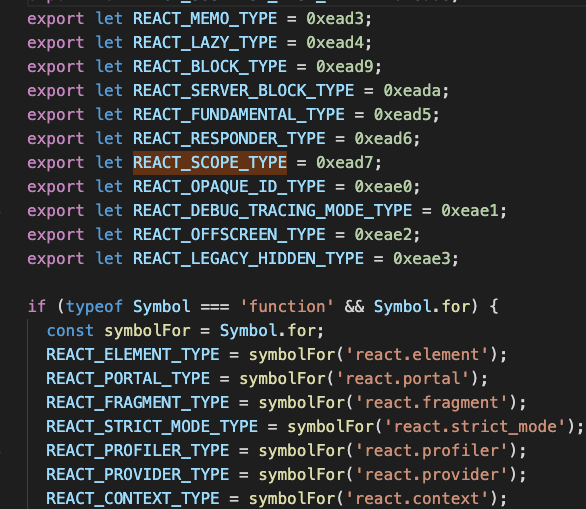 export let REACT_MEMO_TYPE = 0xead3;
export let REACT_LAZY_TYPE = 0xead4;
export let REACT_BLOCK_TYPE = 0xead9;
export let REACT_SERVER_BLOCK_TYPE = 0xeada;
export let REACT_FUNDAMENTAL_TYPE = 0xead5;
export let REACT_RESPONDER_TYPE = 0xead6;
export let REACT_SCOPE_TYPE = 0xead7;
export let REACT_OPAQUE_ID_TYPE = 0xeae0;
export let REACT_DEBUG_TRACING_MODE_TYPE = 0xeae1;
export let REACT_OFFSCREEN_TYPE = 0xeae2;
export let REACT_LEGACY_HIDDEN_TYPE = 0xeae3;

if (typeof Symbol === 'function' && Symbol.for) {
  const symbolFor = Symbol.for;
  REACT_ELEMENT_TYPE = symbolFor('react.element');
  REACT_PORTAL_TYPE = symbolFor('react.portal');
  REACT_FRAGMENT_TYPE = symbolFor('react.fragment');
  REACT_STRICT_MODE_TYPE = symbolFor('react.strict_mode');
  REACT_PROFILER_TYPE = symbolFor('react.profiler');
  REACT_PROVIDER_TYPE = symbolFor('react.provider');
  REACT_CONTEXT_TYPE = symbolFor('react.context');